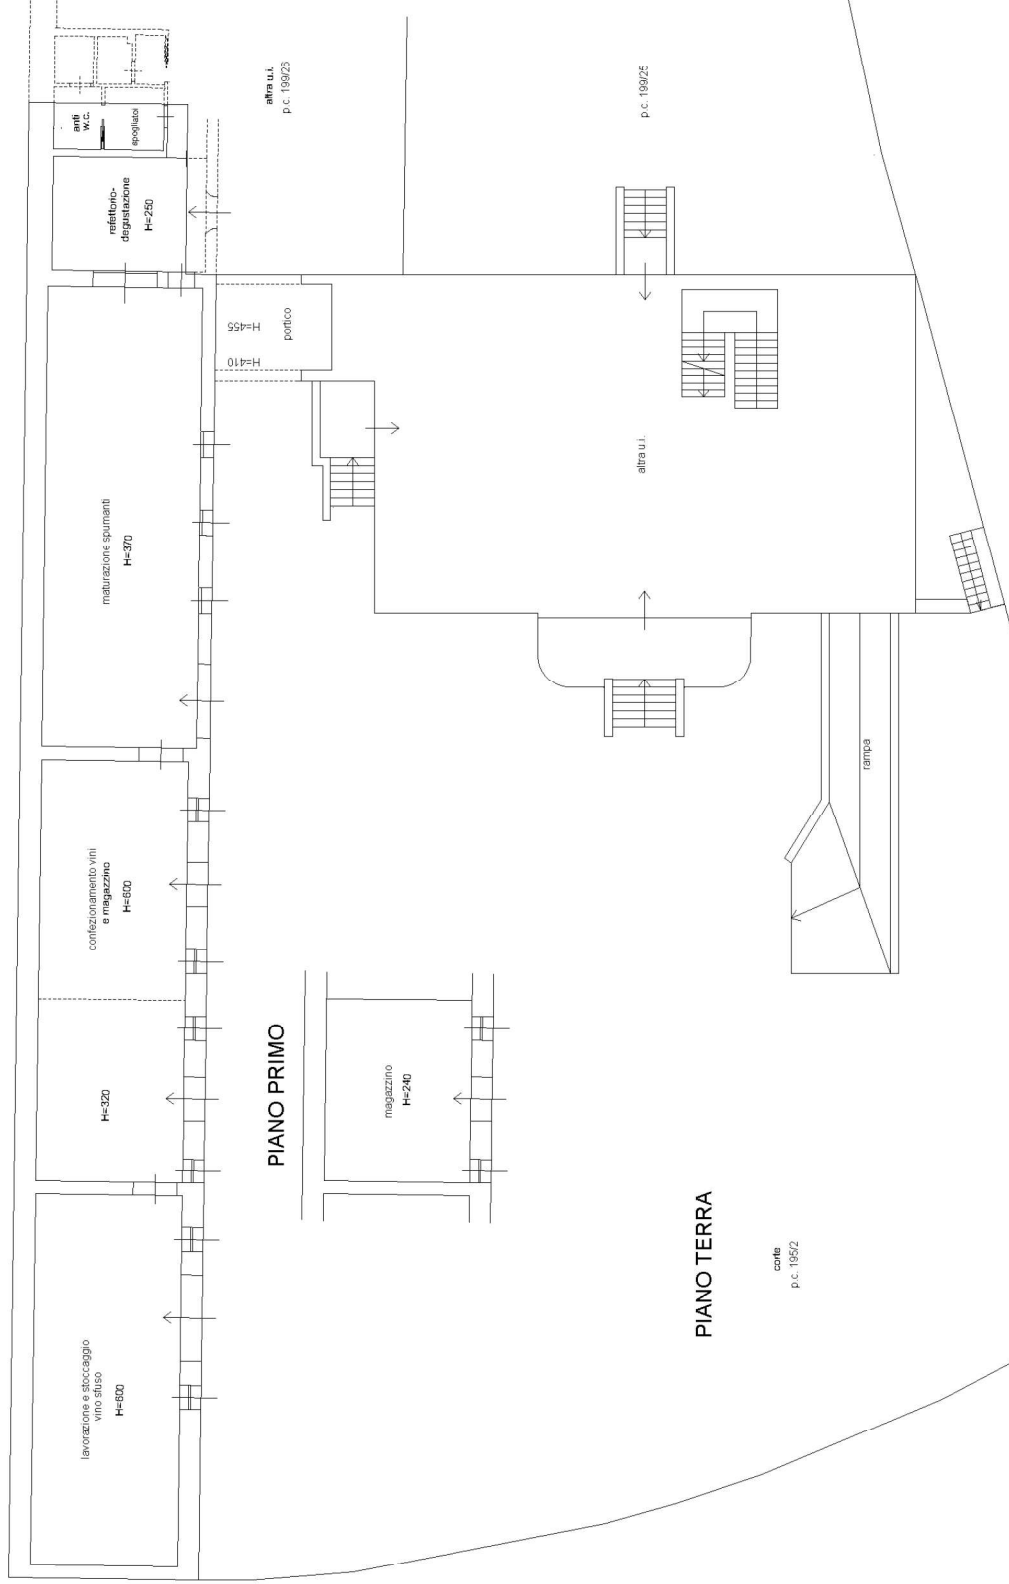 anti
w.c.
spogliatoi
refettorio-
degustazione
H=250
altra u.i.
p.c. 199/25
p.c. 199/25
H=455
H=410
portico
maturazione spumanti
H=370
altra u.i.
confezionamento vini
e magazzino
H=600
rampa
H=320
PIANO PRIMO
magazzino
H=240
lavorazione e stoccaggio
vino sfuso
H=600
PIANO TERRA
corte
p.c. 195/2